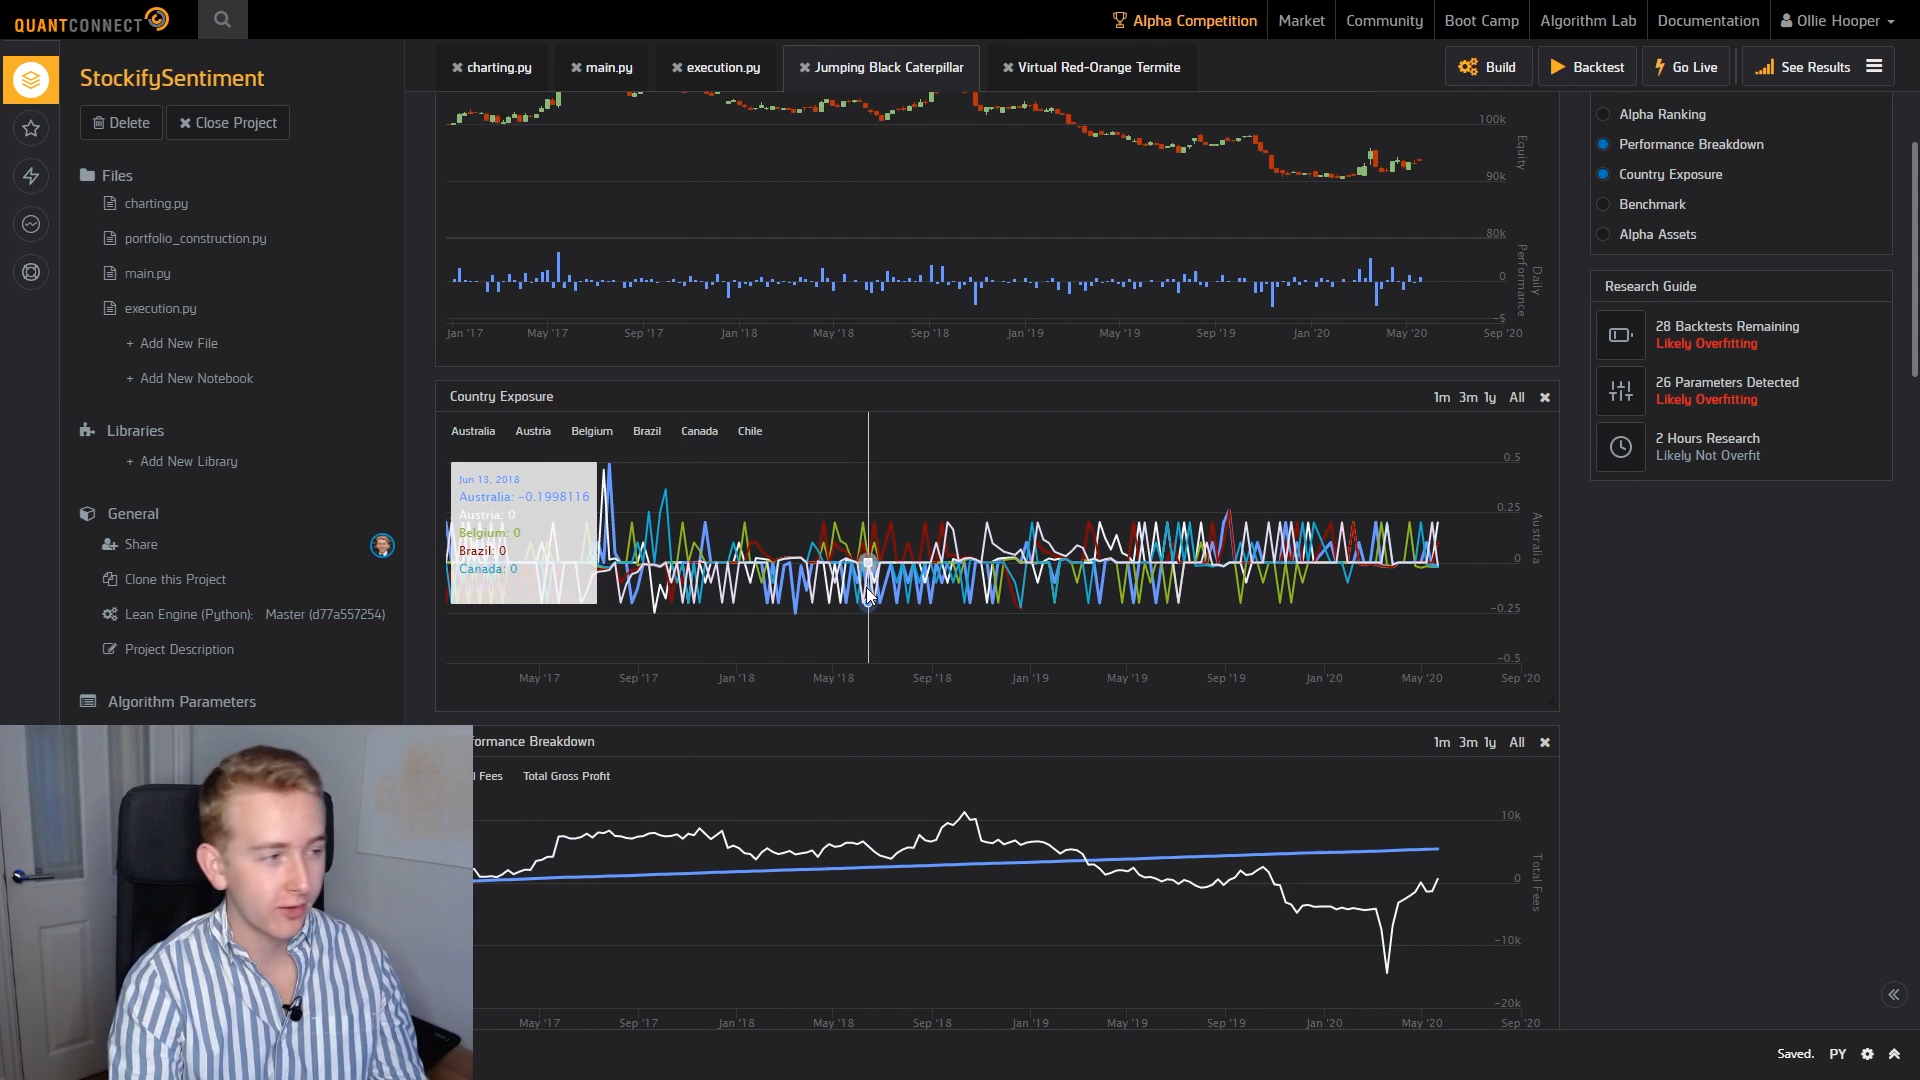 QUANTCONNECT
Alpha Competition
Market
Community
Boot Camp
Algorithm Lab
Documentation
Ollie Hooper
StockifySentiment
Delete
Close Project
Files
charting.py
portfolio_construction.py
main.py
execution.py
+ Add New File
+ Add New Notebook
Libraries
+ Add New Library
General
Share
Clone this Project
Lean Engine (Python): Master (d77a557254)
Project Description
Algorithm Parameters
charting.py
main.py
execution.py
Jumping Black Caterpillar
Virtual Red-Orange Termite
Build
Backtest
Go Live
See Results
100k
90k
80k
Equity
0
-5
Daily
Performance
Jan '17
May '17
Sep '17
Jan '18
May '18
Sep '18
Jan '19
May '19
Sep '19
Jan '20
May '20
Sep '20
Country Exposure
1m 3m 1y All
Australia Austria Belgium Brazil Canada Chile
Jun 13, 2018
Australia: -0.1998116
Austria: 0
Belgium: 0
Brazil: 0
Canada: 0
0.5
0.25
0
-0.25
-0.5
Australia
May '17
Sep '17
Jan '18
May '18
Sep '18
Jan '19
May '19
Sep '19
Jan '20
May '20
Sep '20
formance Breakdown
1m 3m 1y All
l Fees Total Gross Profit
10k
0
-10k
-20k
Total Fees
May '17
Sep '17
Jan '18
May '18
Sep '18
Jan '19
May '19
Sep '19
Jan '20
May '20
Sep '20
Alpha Ranking
Performance Breakdown
Country Exposure
Benchmark
Alpha Assets
Research Guide
28 Backtests Remaining
Likely Overfitting
26 Parameters Detected
Likely Overfitting
2 Hours Research
Likely Not Overfit
Saved. PY